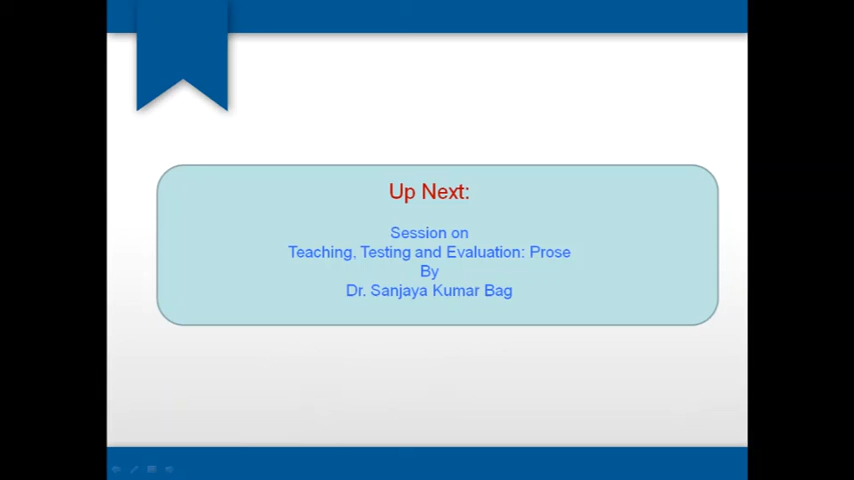 Up Next:
Session on
Teaching, Testing and Evaluation: Prose
By
Dr. Sanjaya Kumar Bag